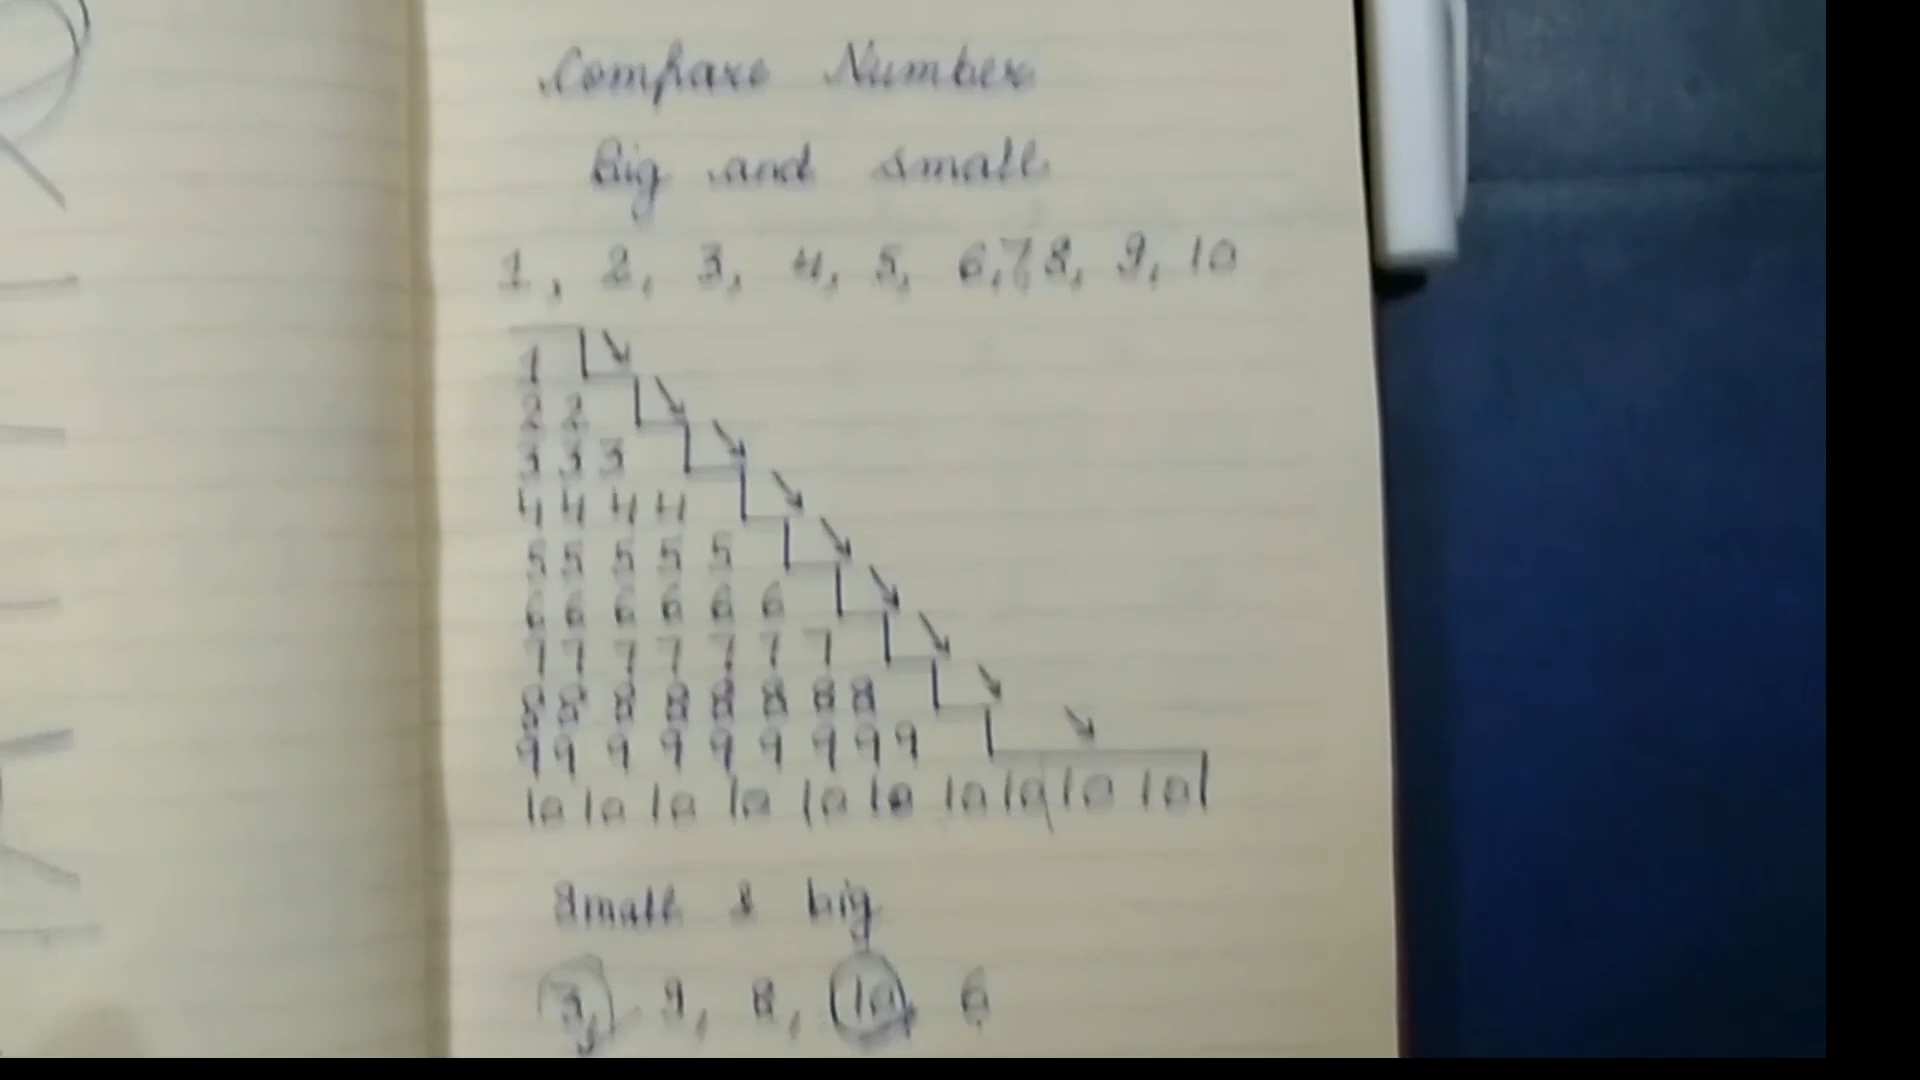 Compare Number
Big and small
1, 2, 3, 4, 5, 6, 7, 8, 9, 10
1
2 2
3 3 3
4 4 4 4
5 5 5 5 5
6 6 6 6 6 6
7 7 7 7 7 7 7
8 8 8 8 8 8 8 8
9 9 9 9 9 9 9 9 9
10 10 10 10 10 10 10 10 10 10
Small & big
3, 9, 8, 10, 6